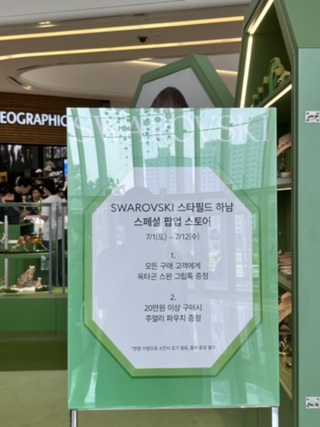 EOGRAPHIC
SWAROVSKI
SWAROVSKI 스타필드 하남
스페셜 팝업 스토어
7/1(토) - 7/12(수)
1.
모든 구매 고객에게
옥타곤 스완 그립톡 증정
2.
20만원 이상 구매시
주얼리 파우치 증정